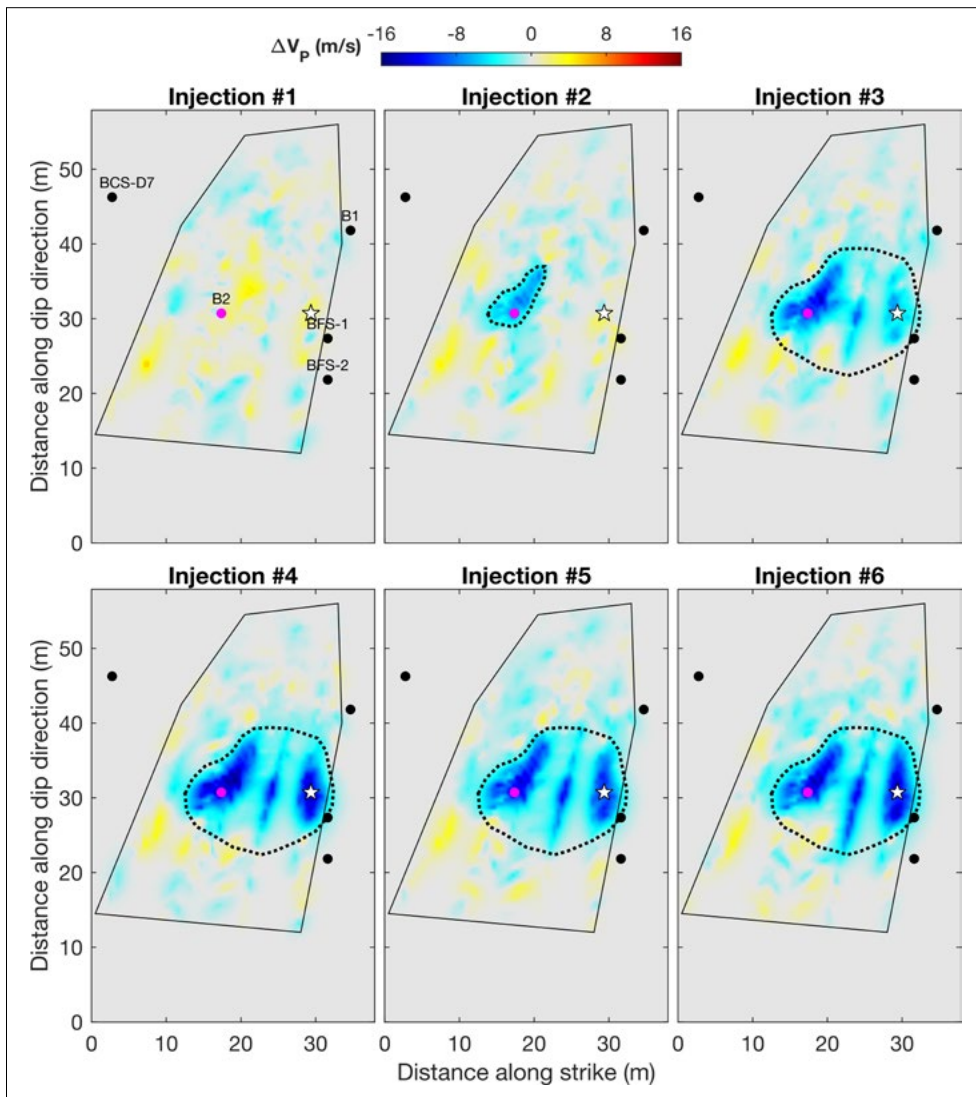 ΔVP (m/s)
-16 -8 0 8 16
Injection #1 Injection #2 Injection #3
Distance along dip direction (m)
50
40
30
20
10
0
BCS-D7
B1
B2
BFS-1
BFS-2
Injection #4 Injection #5 Injection #6
Distance along dip direction (m)
50
40
30
20
10
0
0 10 20 30 0 10 20 30 0 10 20 30
Distance along strike (m)